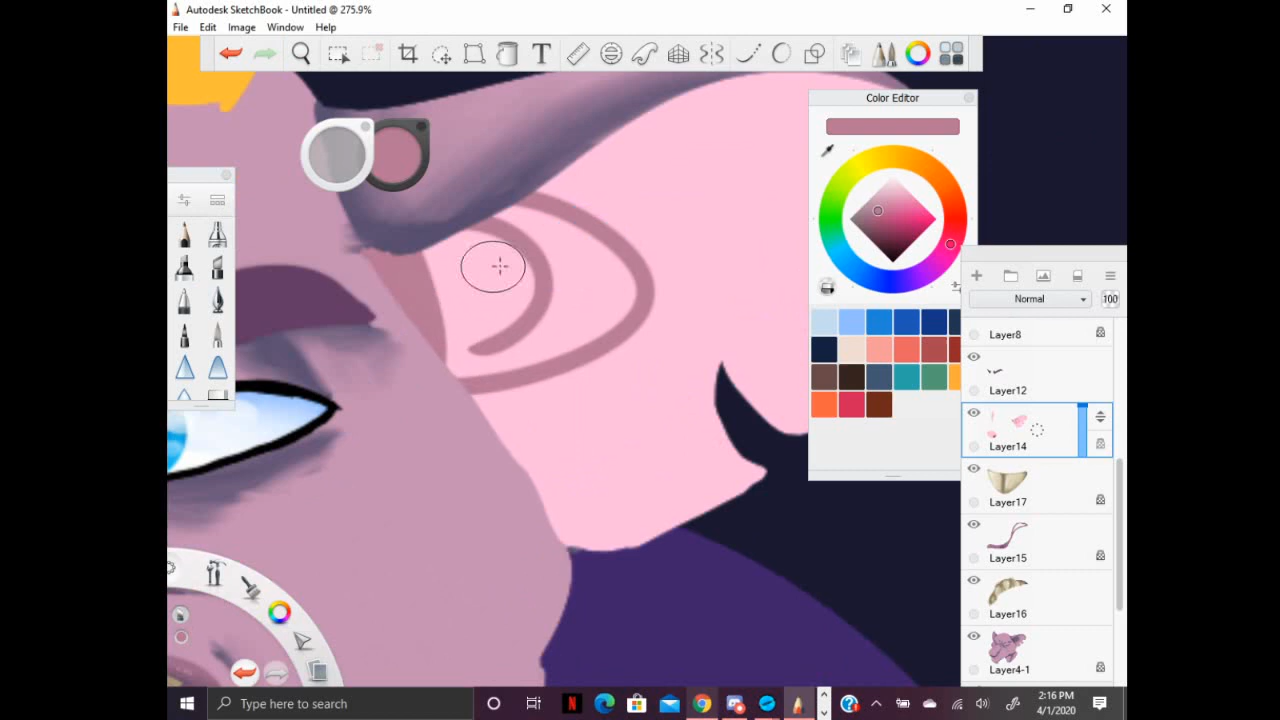 Autodesk SketchBook - Untitled @ 275.9%
File Edit Image Window Help
T
Color Editor
Normal
100
Layer8
Layer12
Layer14
Layer17
Layer15
Layer16
Layer4-1
Type here to search
2:16 PM
4/1/2020